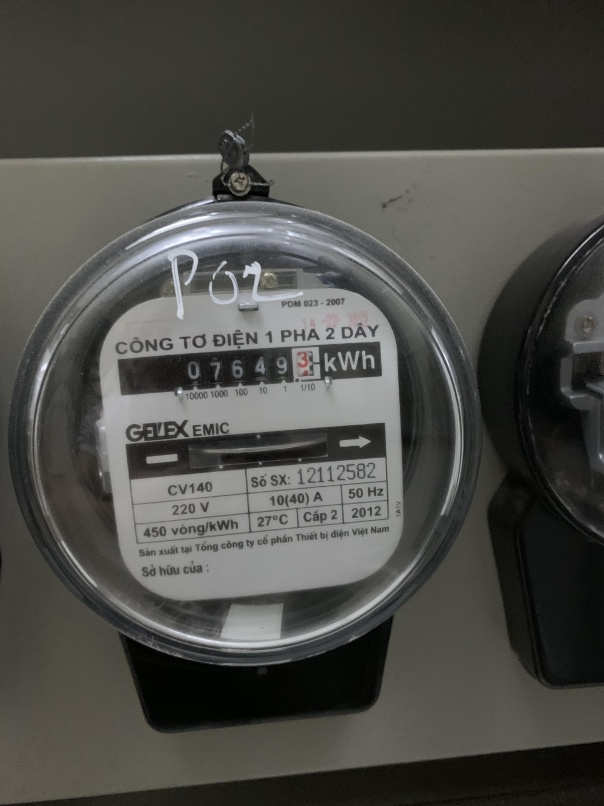 P02
PDM 023 - 2007
CÔNG TƠ ĐIỆN 1 PHA 2 DÂY
0 7 6 4 9 3 kWh
10000 1000 100 10 1 1/10
GELEX EMIC
CV140 Số SX: 12112582
220 V 10(40) A 50 Hz
450 vòng/kWh 27°C Cấp 2 2012
Sản xuất tại Tổng công ty cổ phần Thiết bị điện Việt Nam
Sở hữu của :